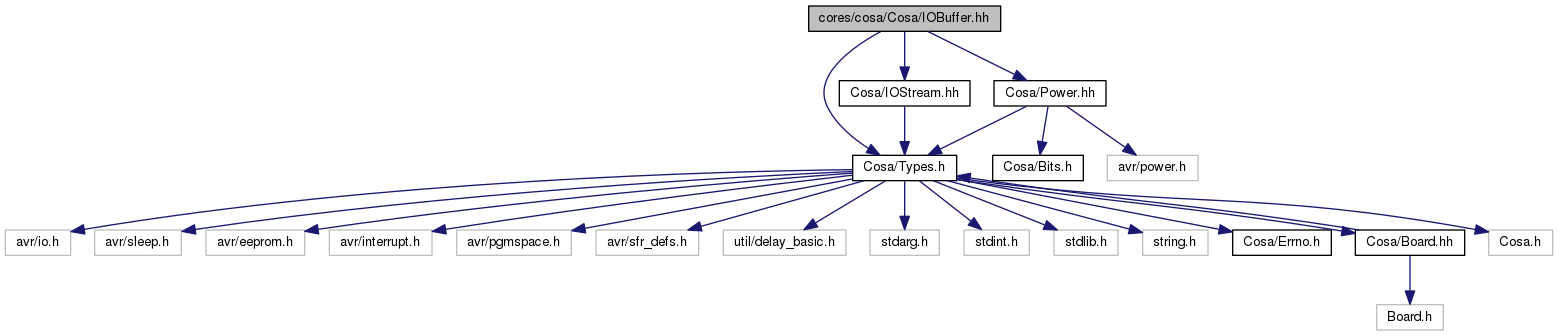 cores/cosa/Cosa/IOBuffer.hh
Cosa/IOStream.hh
Cosa/Power.hh
Cosa/Types.h
Cosa/Bits.h
avr/power.h
avr/io.h
avr/sleep.h
avr/eeprom.h
avr/interrupt.h
avr/pgmspace.h
avr/sfr_defs.h
util/delay_basic.h
stdarg.h
stdint.h
stdlib.h
string.h
Cosa/Errno.h
Cosa/Board.hh
Cosa.h
Board.h